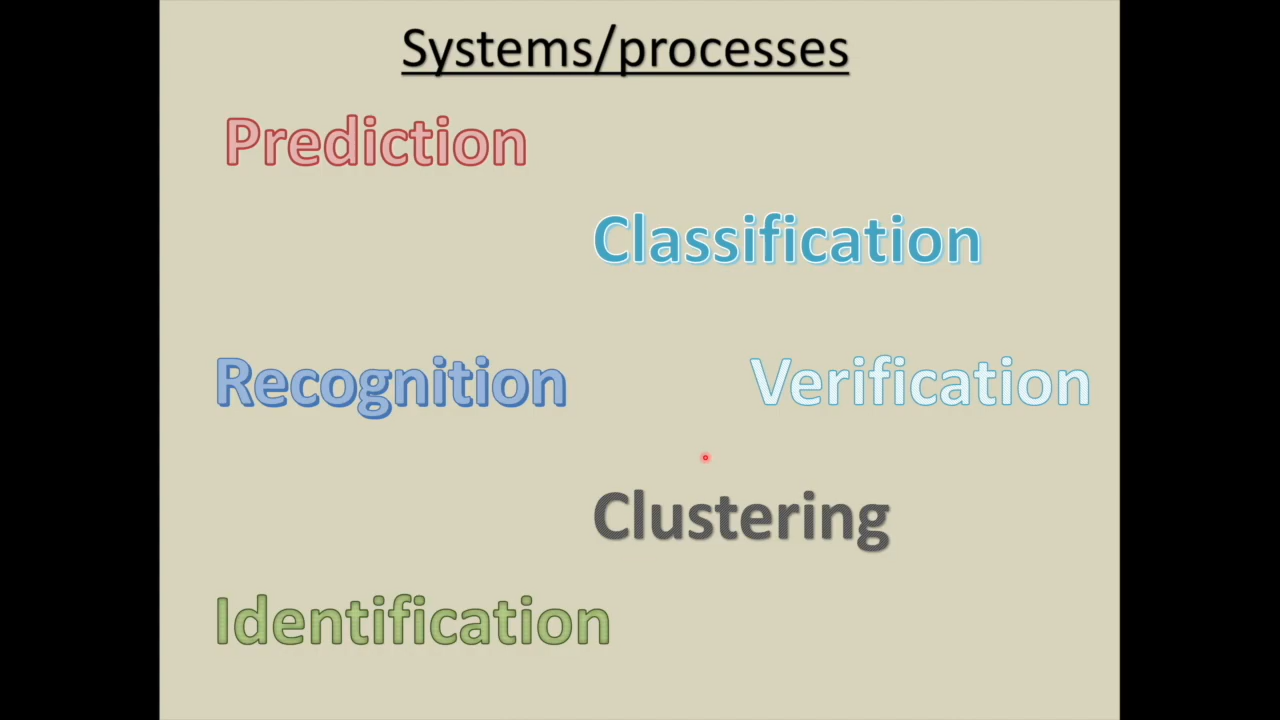 Systems/processes
Prediction
Classification
Recognition
Verification
Clustering
Identification